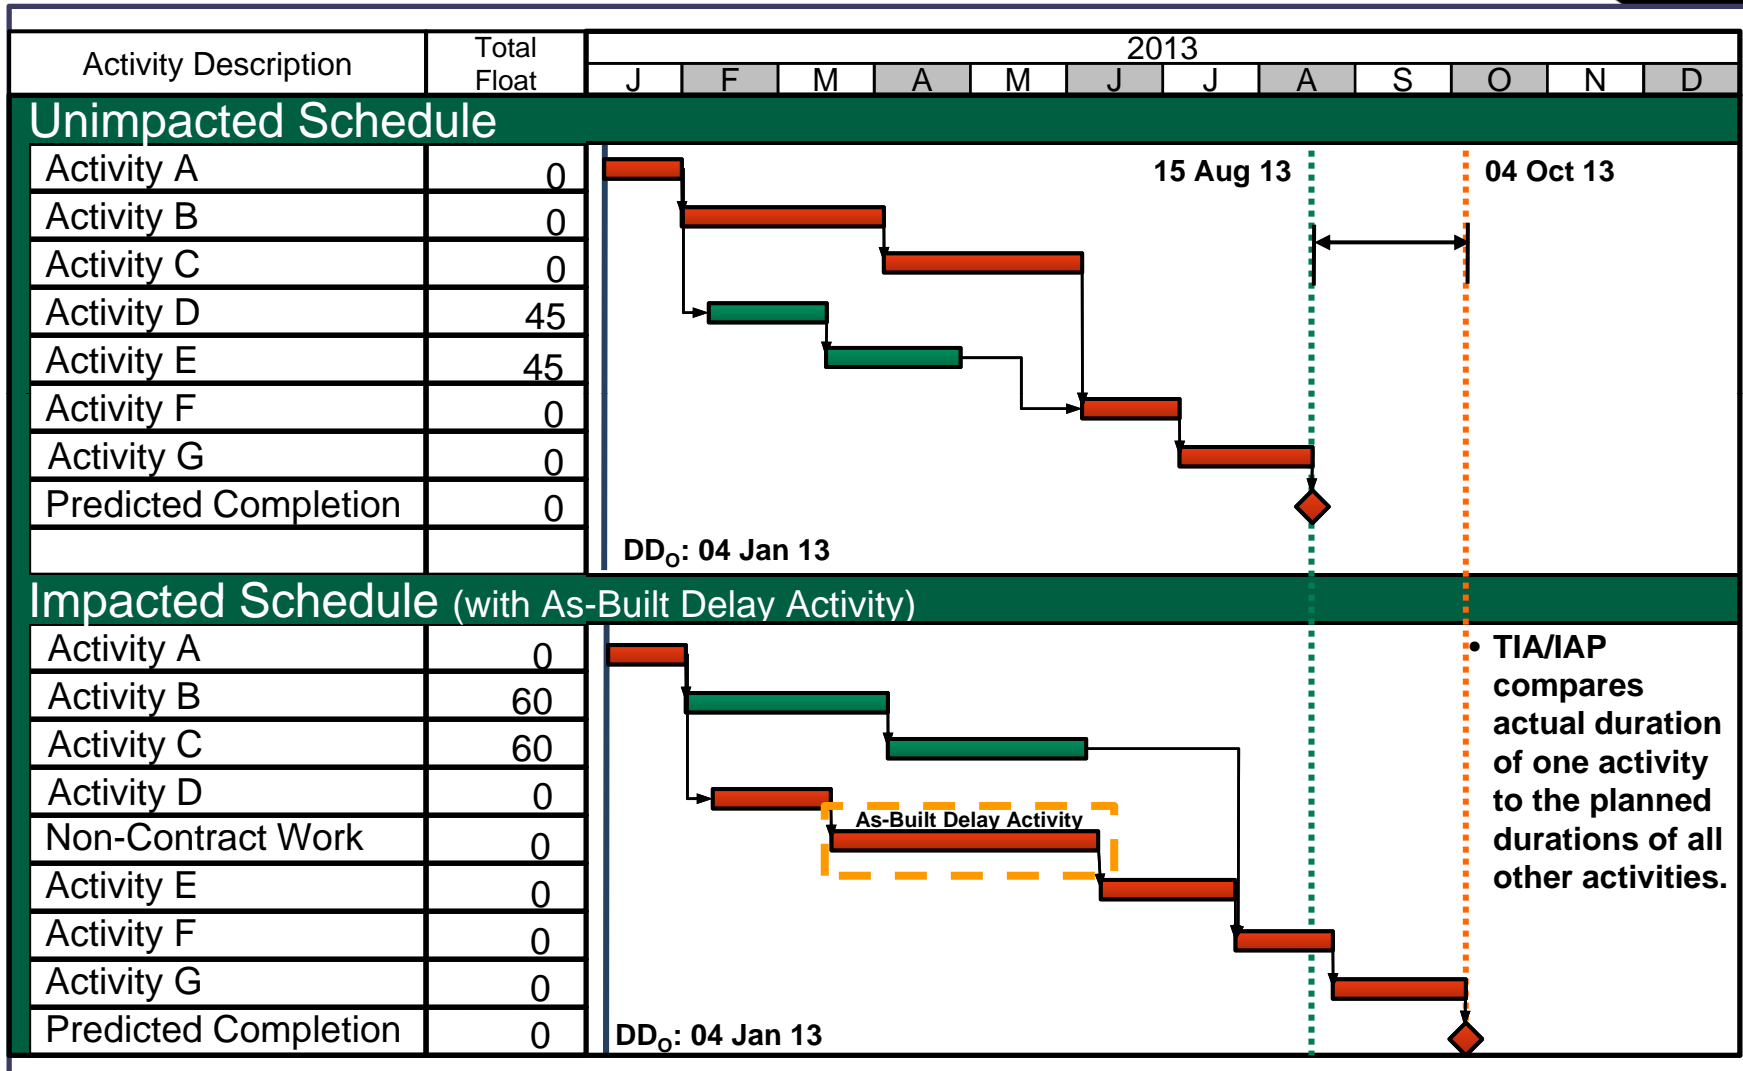 Activity Description
Total
Float
2013
J F M A M J J A S O N D
Unimpacted Schedule
Activity A 0
15 Aug 13 04 Oct 13
Activity B 0
Activity C 0
Activity D 45
Activity E 45
Activity F 0
Activity G 0
Predicted Completion 0
DDO: 04 Jan 13
Impacted Schedule (with As-Built Delay Activity)
Activity A 0
Activity B 60
Activity C 60
Activity D 0
As-Built Delay Activity
Non-Contract Work 0
Activity E 0
Activity F 0
Activity G 0
Predicted Completion 0
DDO: 04 Jan 13
• TIA/IAP
compares
actual duration
of one activity
to the planned
durations of all
other activities.